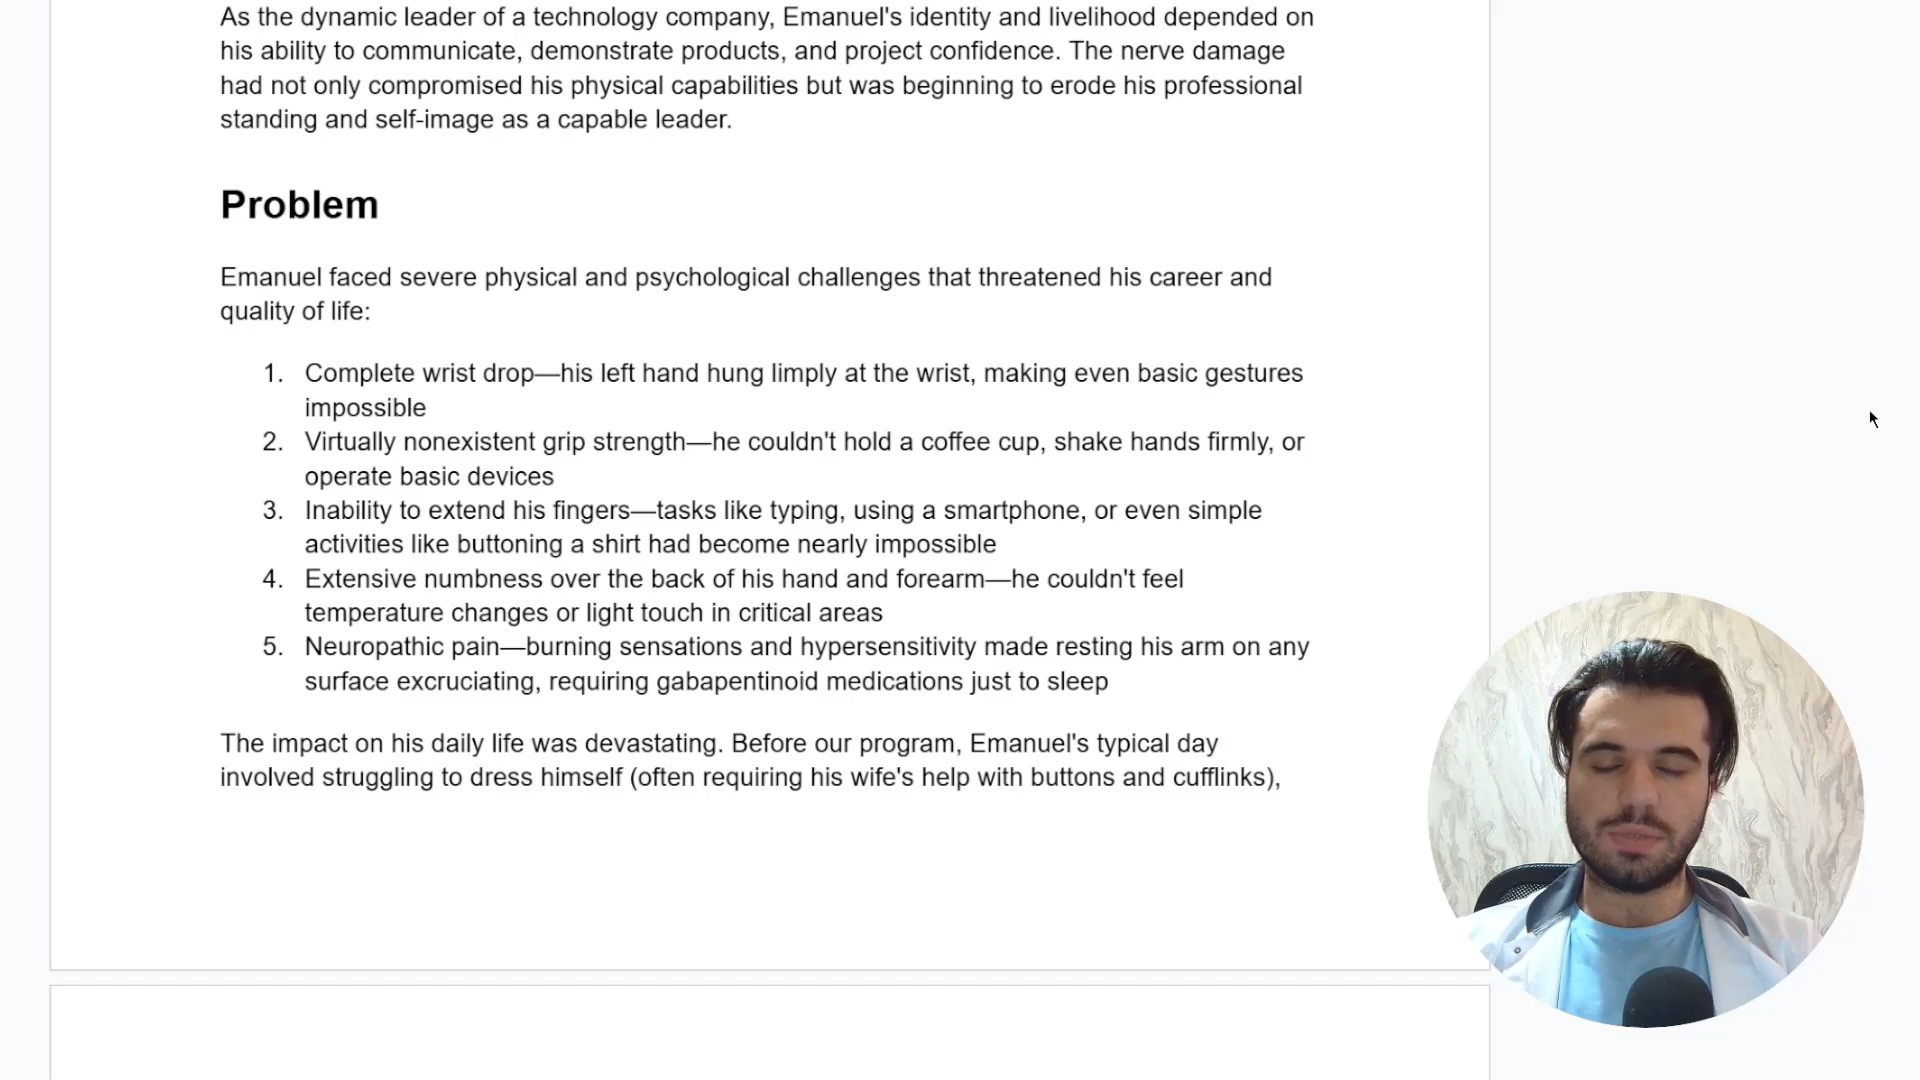 As the dynamic leader of a technology company, Emanuel's identity and livelihood depended on
his ability to communicate, demonstrate products, and project confidence. The nerve damage
had not only compromised his physical capabilities but was beginning to erode his professional
standing and self-image as a capable leader.
Problem
Emanuel faced severe physical and psychological challenges that threatened his career and
quality of life:
1. Complete wrist drop—his left hand hung limply at the wrist, making even basic gestures
impossible
2. Virtually nonexistent grip strength—he couldn't hold a coffee cup, shake hands firmly, or
operate basic devices
3. Inability to extend his fingers—tasks like typing, using a smartphone, or even simple
activities like buttoning a shirt had become nearly impossible
4. Extensive numbness over the back of his hand and forearm—he couldn't feel
temperature changes or light touch in critical areas
5. Neuropathic pain—burning sensations and hypersensitivity made resting his arm on any
surface excruciating, requiring gabapentinoid medications just to sleep
The impact on his daily life was devastating. Before our program, Emanuel's typical day
involved struggling to dress himself (often requiring his wife's help with buttons and cufflinks),